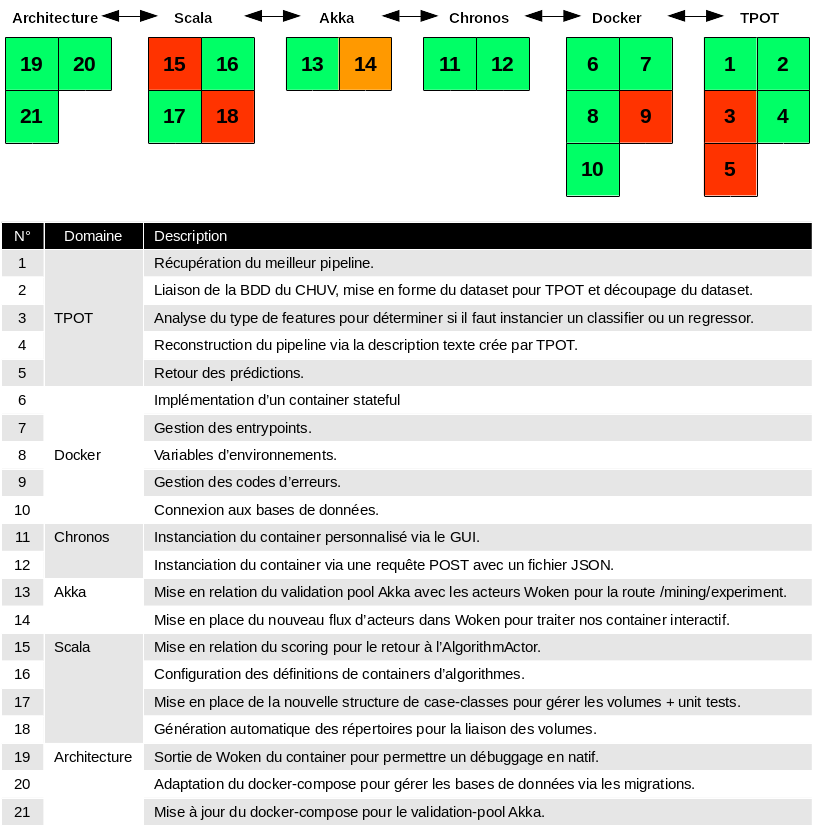 Architecture Scala Akka Chronos Docker TPOT
19 20 15 16 13 14 11 12 6 7 1 2
21 17 18 8 9 3 4
10 5
N° Domaine Description
1 Récupération du meilleur pipeline.
2 Liaison de la BDD du CHUV, mise en forme du dataset pour TPOT et découpage du dataset.
3 TPOT Analyse du type de features pour déterminer si il faut instancier un classifier ou un regressor.
4 Reconstruction du pipeline via la description texte crée par TPOT.
5 Retour des prédictions.
6 Implémentation d'un container stateful
7 Gestion des entrypoints.
8 Docker Variables d'environnements.
9 Gestion des codes d'erreurs.
10 Connexion aux bases de données.
11 Chronos Instanciation du container personnalisé via le GUI.
12 Instanciation du container via une requête POST avec un fichier JSON.
13 Akka Mise en relation du validation pool Akka avec les acteurs Woken pour la route /mining/experiment.
14 Mise en place du nouveau flux d'acteurs dans Woken pour traiter nos container interactif.
15 Scala Mise en relation du scoring pour le retour à l'AlgorithmActor.
16 Configuration des définitions de containers d'algorithmes.
17 Mise en place de la nouvelle structure de case-classes pour gérer les volumes + unit tests.
18 Génération automatique des répertoires pour la liaison des volumes.
19 Architecture Sortie de Woken du container pour permettre un débuggage en natif.
20 Adaptation du docker-compose pour gérer les bases de données via les migrations.
21 Mise à jour du docker-compose pour le validation-pool Akka.